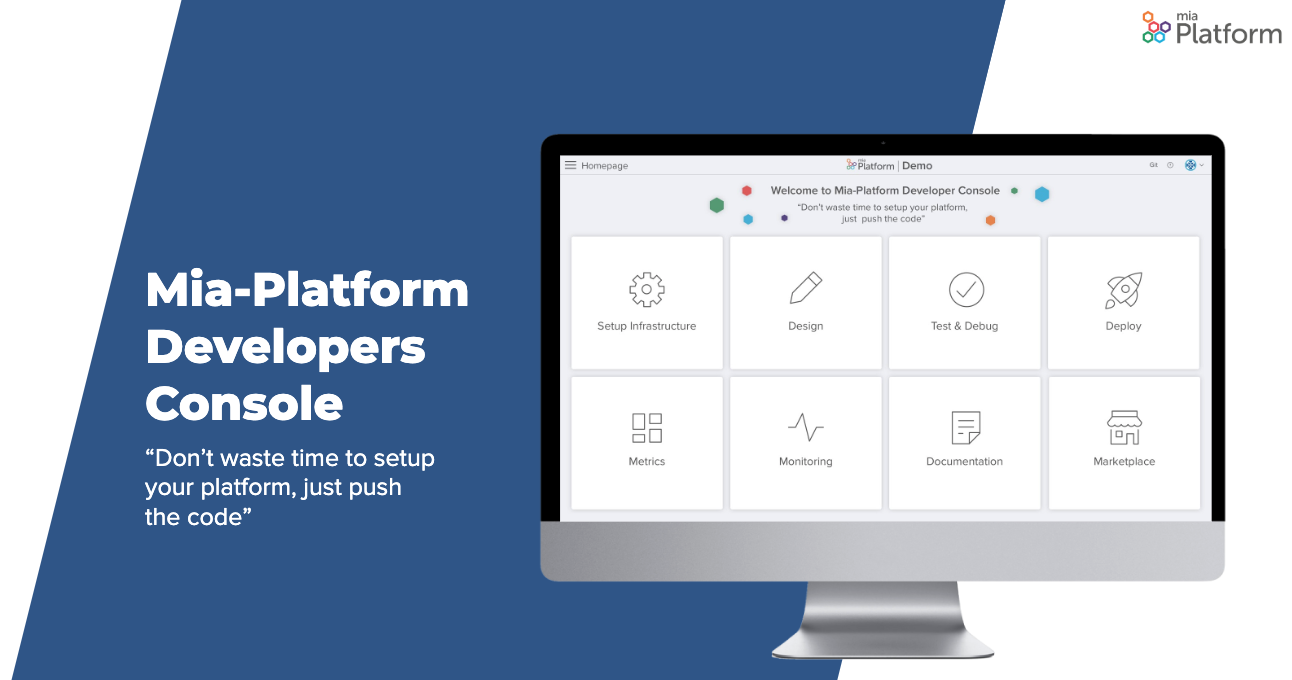 mia
Platform
Homepage
mia
Platform | Demo
Git
Welcome to Mia-Platform Developer Console
“Don't waste time to setup your platform,
just push the code”
Setup Infrastructure
Design
Test & Debug
Deploy
Metrics
Monitoring
Documentation
Marketplace
Mia-Platform
Developers
Console
“Don’t waste time to setup
your platform, just push
the code”